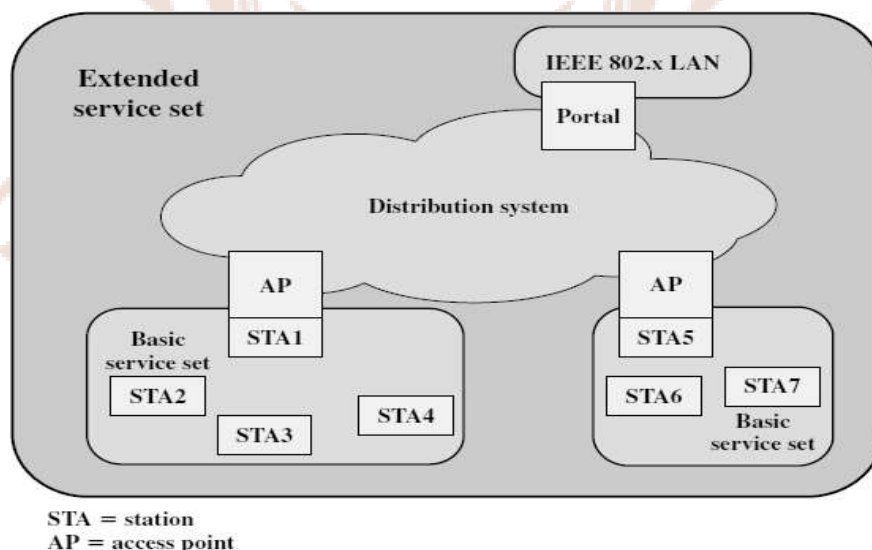 IEEE 802.x LAN
Extended
service set
Portal
Distribution system
AP
AP
STA1
STA5
Basic
service set
STA2
STA3
STA4
STA6
STA7
Basic
service set
STA = station
AP = access point